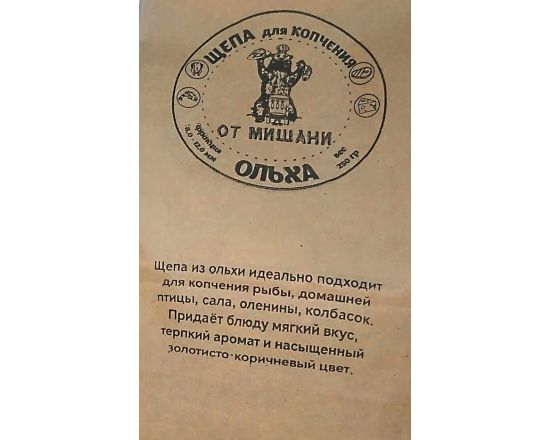 ЩЕПА для КОПЧЕНИЯ
ОТ МИШАНИ
фракция
8.0-12.0 мм
вес
250 гр
ОЛЬХА
Щепа из ольхи идеально подходит
для копчения рыбы, домашней
птицы, сала, оленины, колбасок.
Придаёт блюду мягкий вкус,
терпкий аромат и насыщенный
золотисто-коричневый цвет.